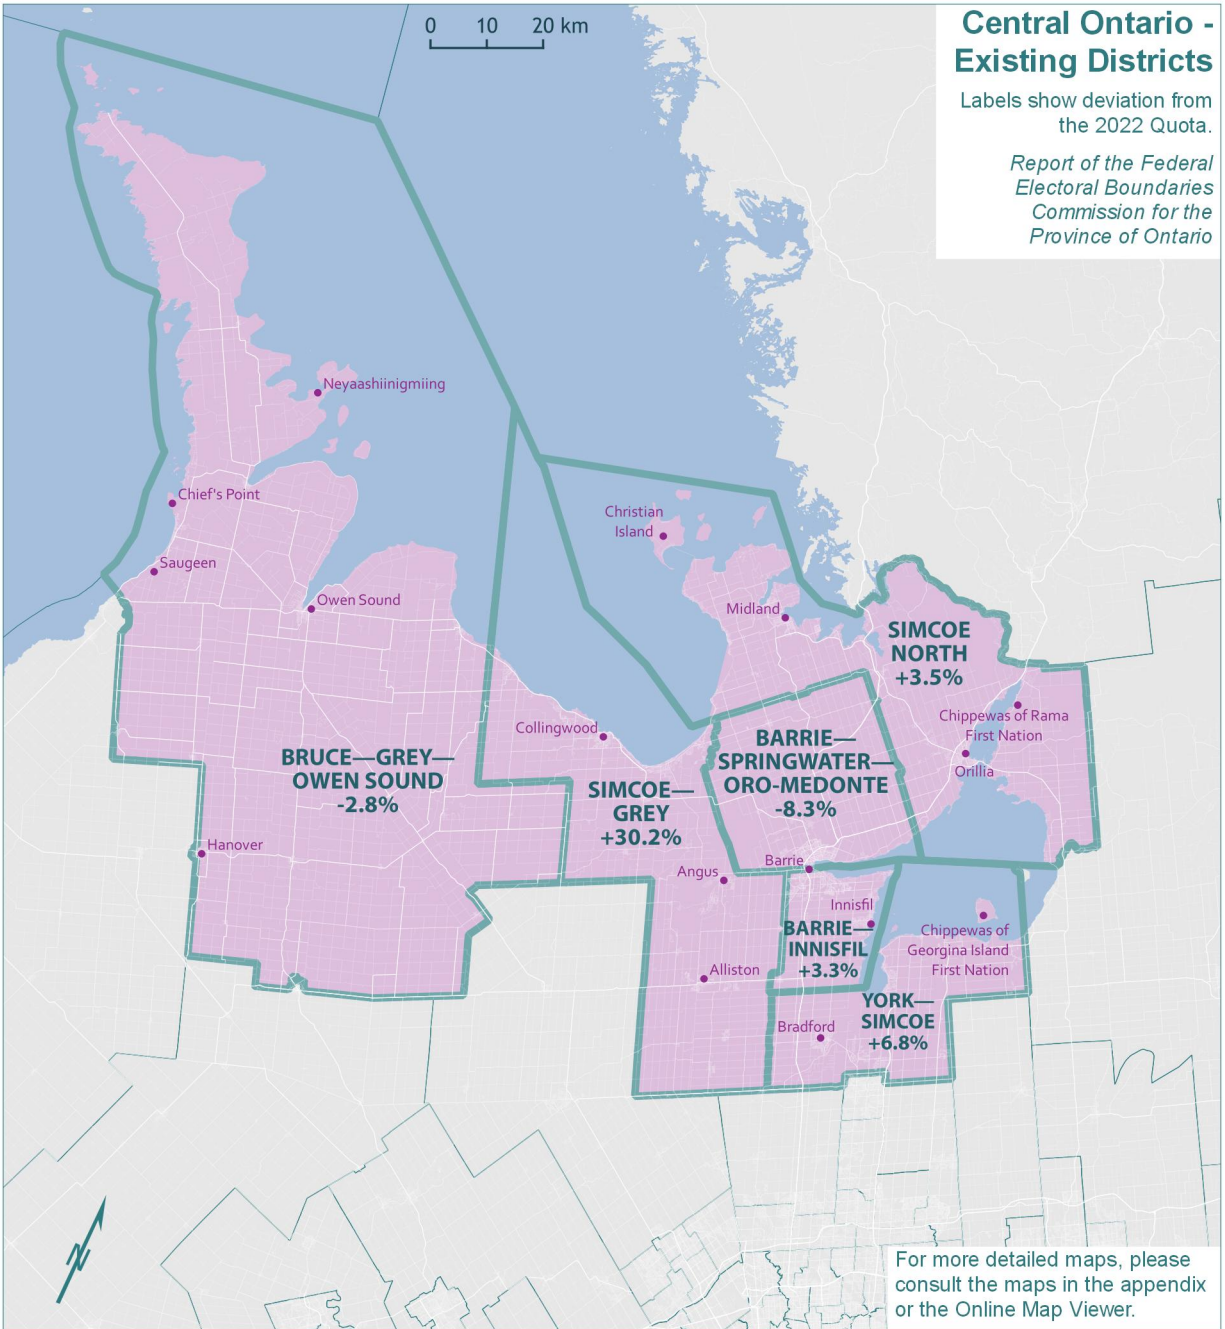 0 10 20 km
Central Ontario -
Existing Districts
Labels show deviation from
the 2022 Quota.
Report of the Federal
Electoral Boundaries
Commission for the
Province of Ontario
Neyaashiinigmiing
Chief's Point
Saugeen
Owen Sound
Christian
Island
Midland
SIMCOE
NORTH
+3.5%
Chippewas of Rama
First Nation
Orillia
Collingwood
BARRIE—
SPRINGWATER—
ORO-MEDONTE
-8.3%
BRUCE—GREY—
OWEN SOUND
-2.8%
SIMCOE—
GREY
+30.2%
Hanover
Angus
Barrie
Innisfil
BARRIE—
INNISFIL
+3.3%
Chippewas of
Georgina Island
First Nation
Alliston
YORK—
SIMCOE
+6.8%
Bradford
N
For more detailed maps, please
consult the maps in the appendix
or the Online Map Viewer.